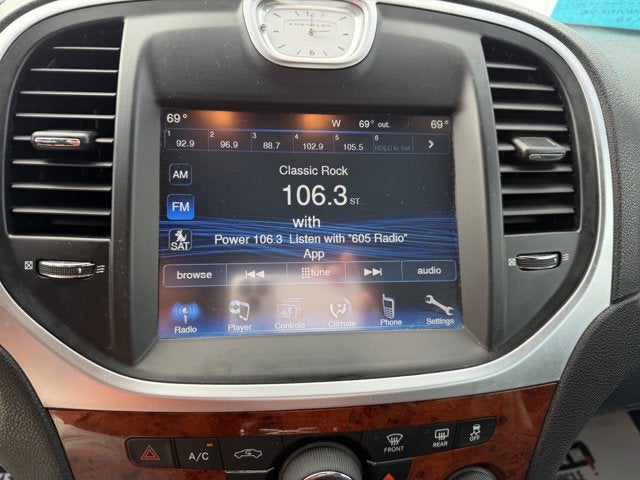 CHRYSLER
69° W 69° out. 69°
1 2 3 4 5 6
92.9 96.9 88.7 102.9 105.5 HOLD to Set >
Classic Rock
AM
106.3 ST
FM
with
SAT
Power 106.3 Listen with "605 Radio"
App
browse tune audio
Radio Player Controls Climate Phone Settings
A/C FRONT REAR OFF